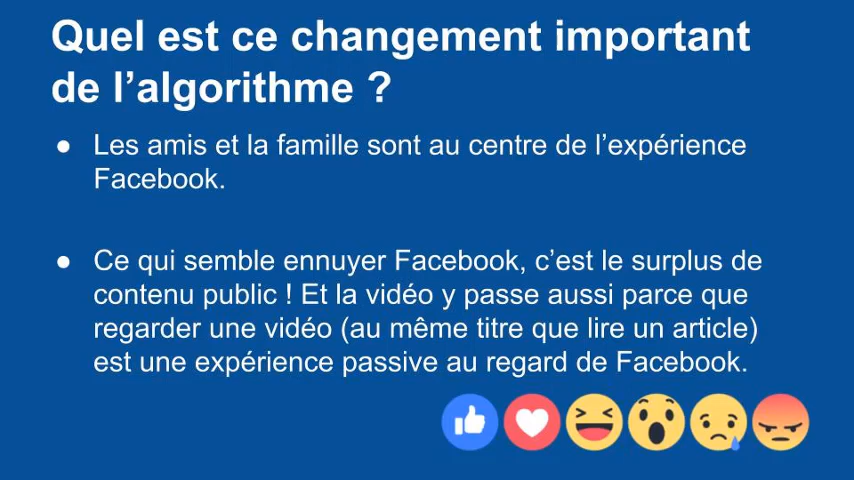 Quel est ce changement important
de l’algorithme ?
● Les amis et la famille sont au centre de l’expérience
Facebook.
● Ce qui semble ennuyer Facebook, c’est le surplus de
contenu public ! Et la vidéo y passe aussi parce que
regarder une vidéo (au même titre que lire un article)
est une expérience passive au regard de Facebook.